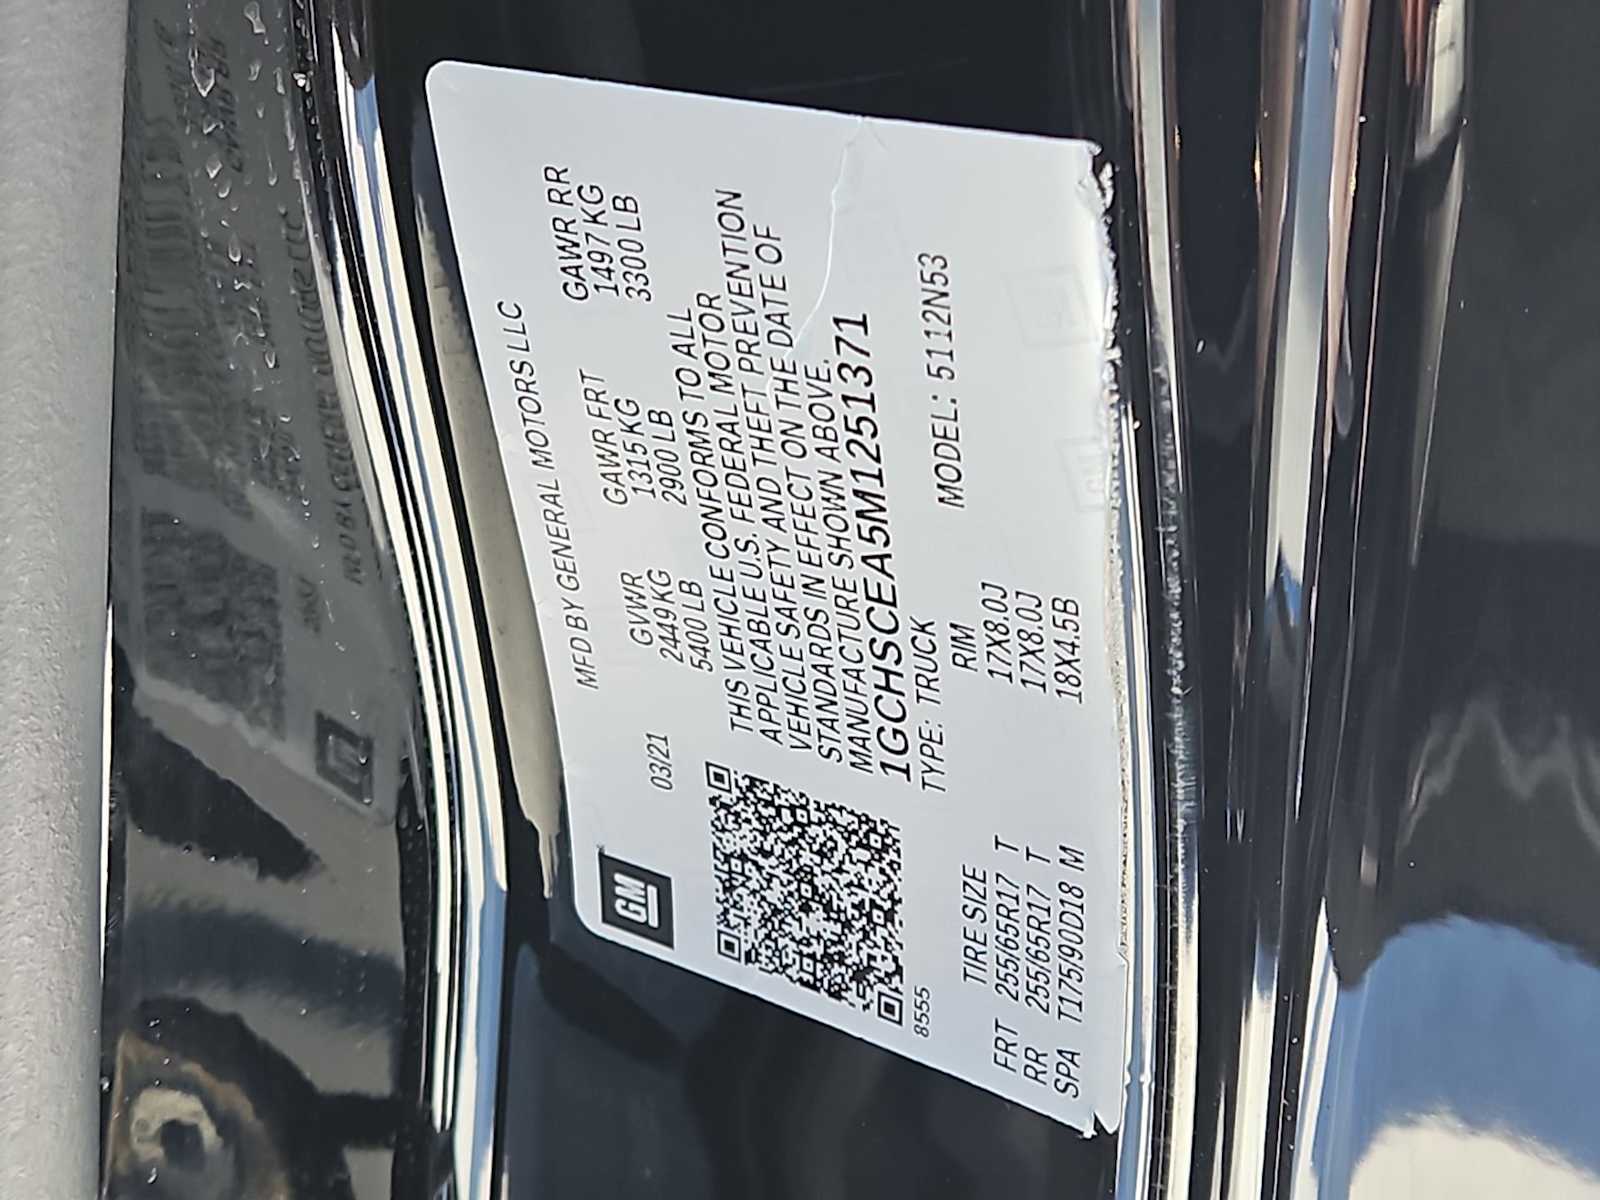 GM
MFD BY GENERAL MOTORS LLC
03/21
GVWR GAWR FRT GAWR RR
2449 KG 1315 KG 1497 KG
5400 LB 2900 LB 3300 LB
THIS VEHICLE CONFORMS TO ALL
APPLICABLE U.S. FEDERAL MOTOR
VEHICLE SAFETY AND THEFT PREVENTION
STANDARDS IN EFFECT ON THE DATE OF
MANUFACTURE SHOWN ABOVE.
1GCHSCEA5M1251371
8555
TYPE: TRUCK MODEL: 5112N53
TIRE SIZE RIM
FRT 255/65R17 T 17X8.0J
RR 255/65R17 T 17X8.0J
SPA T175/90D18 M 18X4.5B